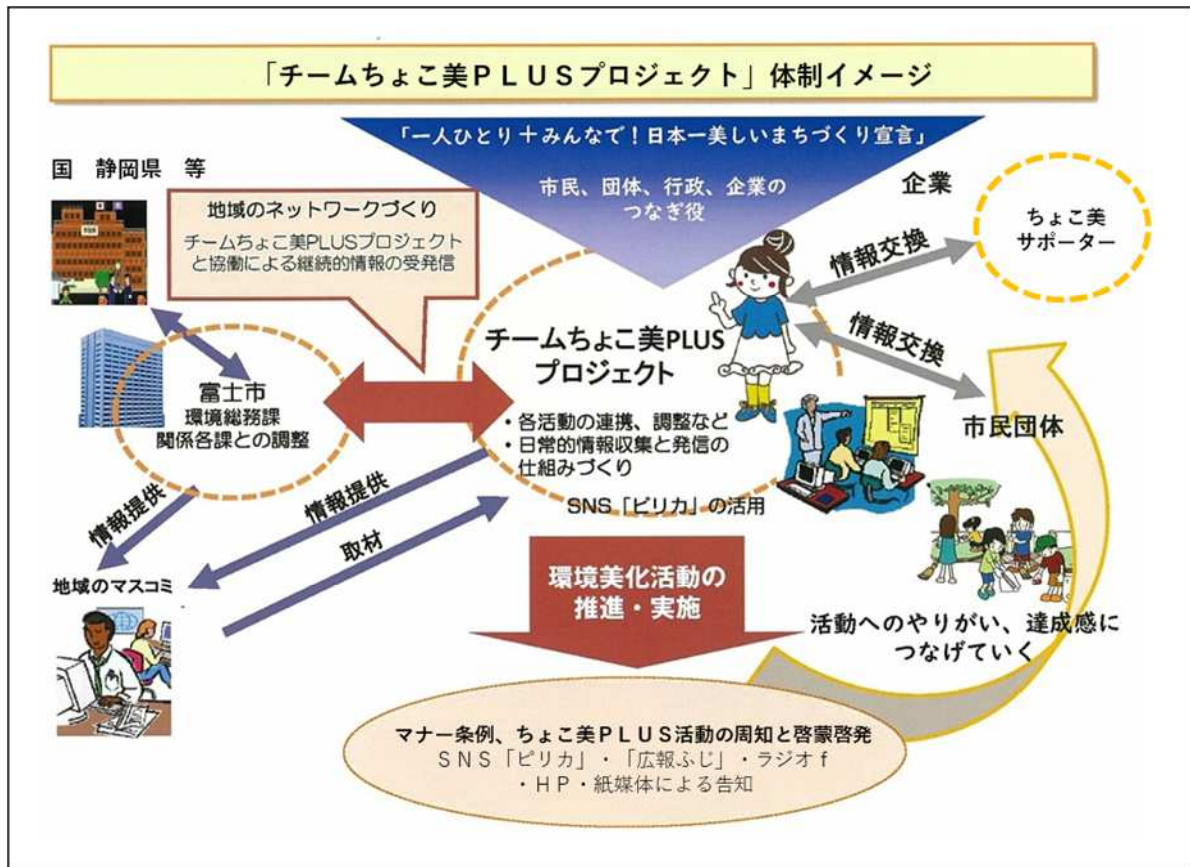 「チームちょこ美ＰＬＵＳプロジェクト」体制イメージ
「一人ひとり＋みんなで！日本一美しいまちづくり宣言」
市民、団体、行政、企業の
つなぎ役
国　静岡県　等
地域のネットワークづくり
チームちょこ美PLUSプロジェクト
と協働による継続的情報の受発信
企業
ちょこ美
サポーター
情報交換
情報交換
市民団体
チームちょこ美PLUS
プロジェクト
・各活動の連携、調整など
・日常的情報収集と発信の
仕組みづくり
SNS「ピリカ」の活用
富士市
環境総務課
関係各課との調整
情報提供
情報提供
取材
地域のマスコミ
環境美化活動の
推進・実施
活動へのやりがい、達成感に
つなげていく
マナー条例、ちょこ美ＰＬＵＳ活動の周知と啓蒙啓発
ＳＮＳ「ピリカ」・「広報ふじ」・ラジオｆ
・ＨＰ・紙媒体による告知